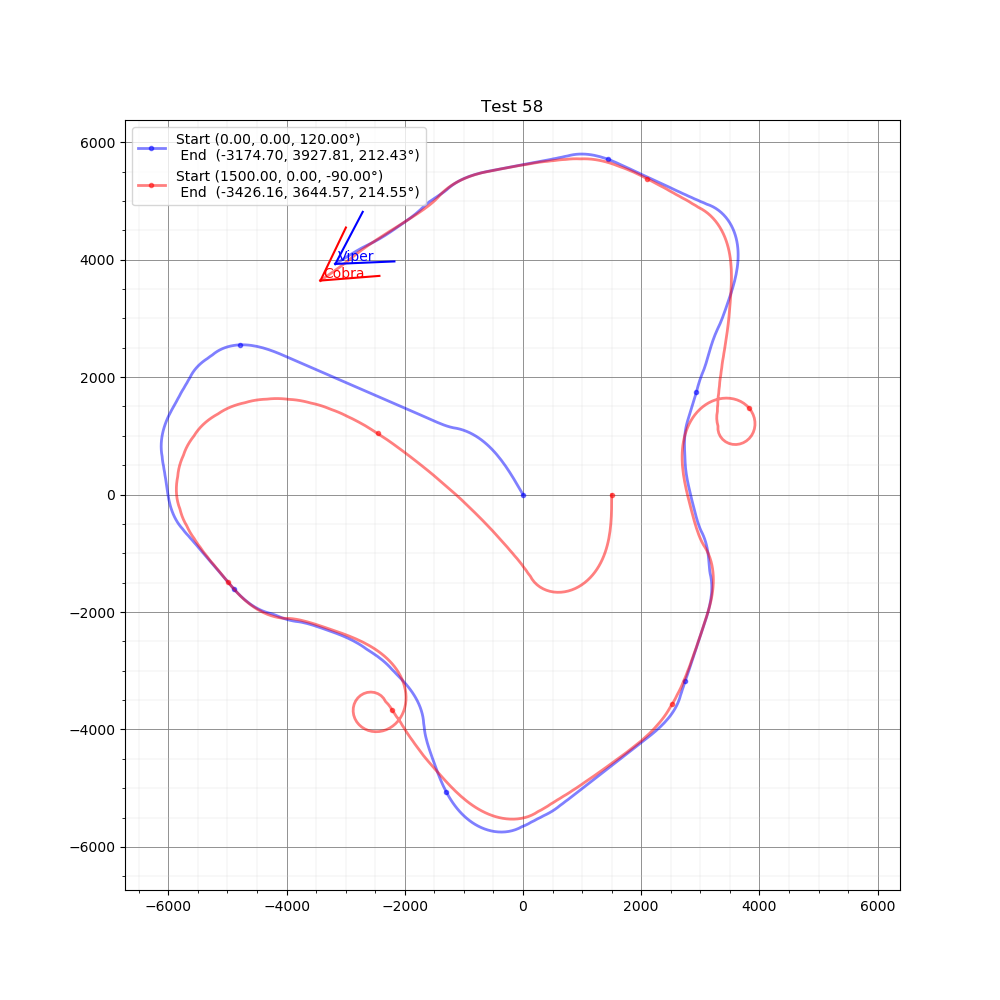 Test 58
Start (0.00, 0.00, 120.00°)
End  (-3174.70, 3927.81, 212.43°)
Start (1500.00, 0.00, -90.00°)
End  (-3426.16, 3644.57, 214.55°)
Viper
Cobra
6000
4000
2000
0
−2000
−4000
−6000
−6000 −4000 −2000 0 2000 4000 6000